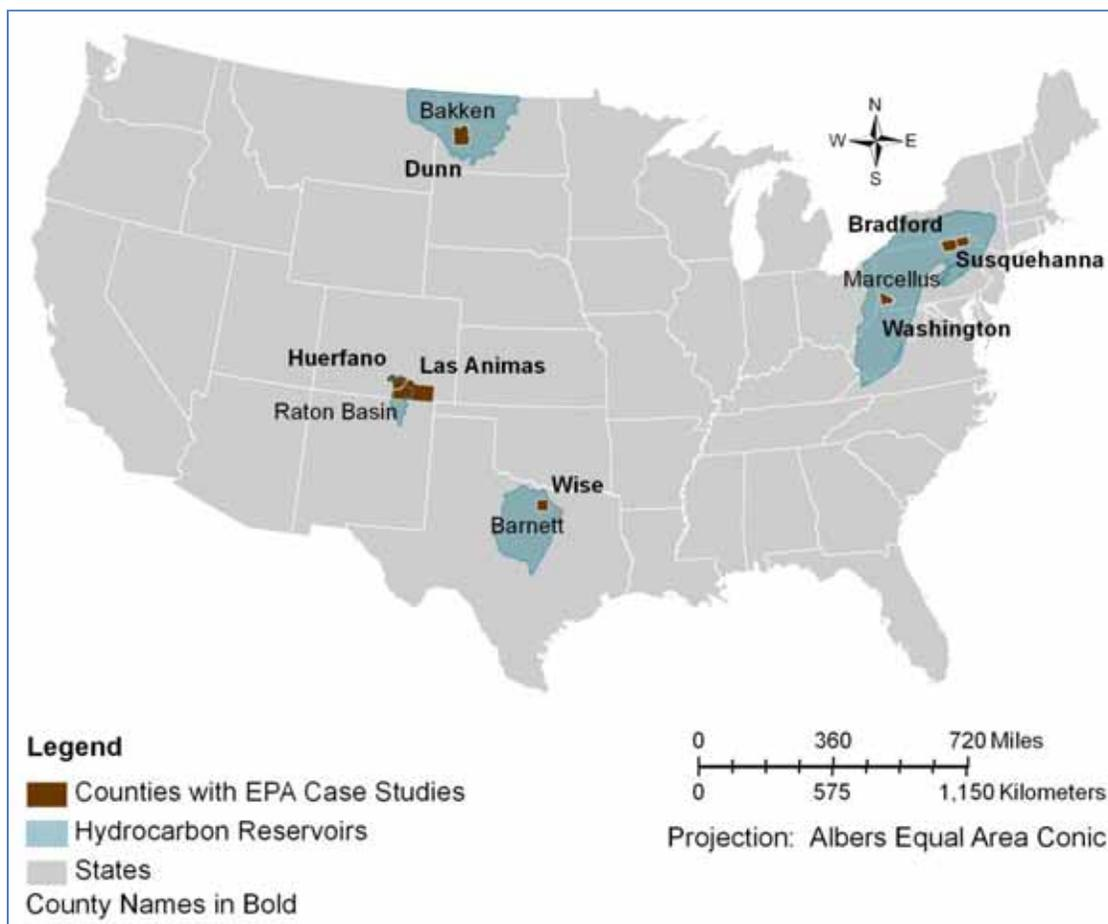 Bakken
Dunn
N
W E
S
Bradford
Susquehanna
Marcellus
Washington
Huerfano
Las Animas
Raton Basin
Wise
Barnett
Legend
Counties with EPA Case Studies
Hydrocarbon Reservoirs
States
County Names in Bold
0 360 720 Miles
0 575 1,150 Kilometers
Projection: Albers Equal Area Conic